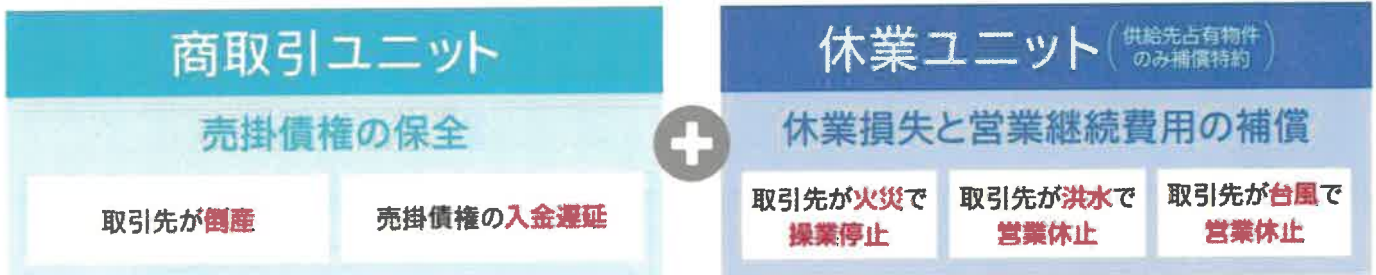 商取引ユニット
売掛債権の保全
取引先が倒産
売掛債権の入金遅延
休業ユニット(供給先占有物件
のみ補償特約)
休業損失と営業継続費用の補償
取引先が火災で
操業停止
取引先が洪水で
営業休止
取引先が台風で
営業休止